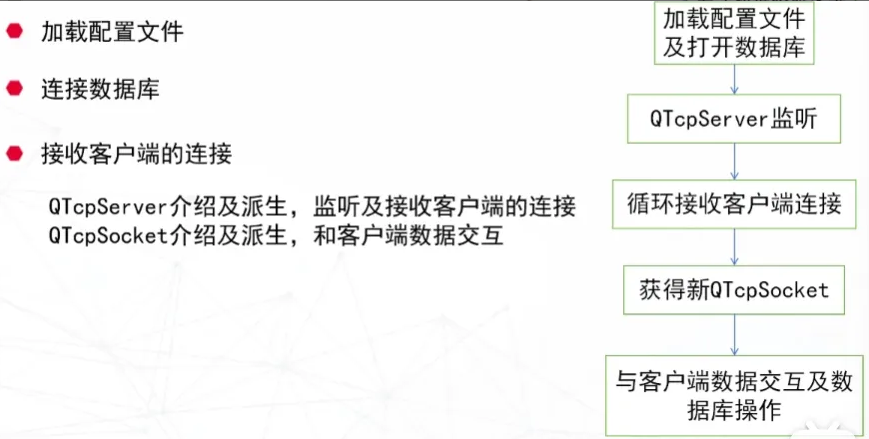 加载配置文件
连接数据库
接收客户端的连接
QTcpServer介绍及派生，监听及接收客户端的连接
QTcpSocket介绍及派生，和客户端数据交互
加载配置文件
及打开数据库
QTcpServer监听
循环接收客户端连接
获得新QTcpSocket
与客户端数据交互及数
据库操作